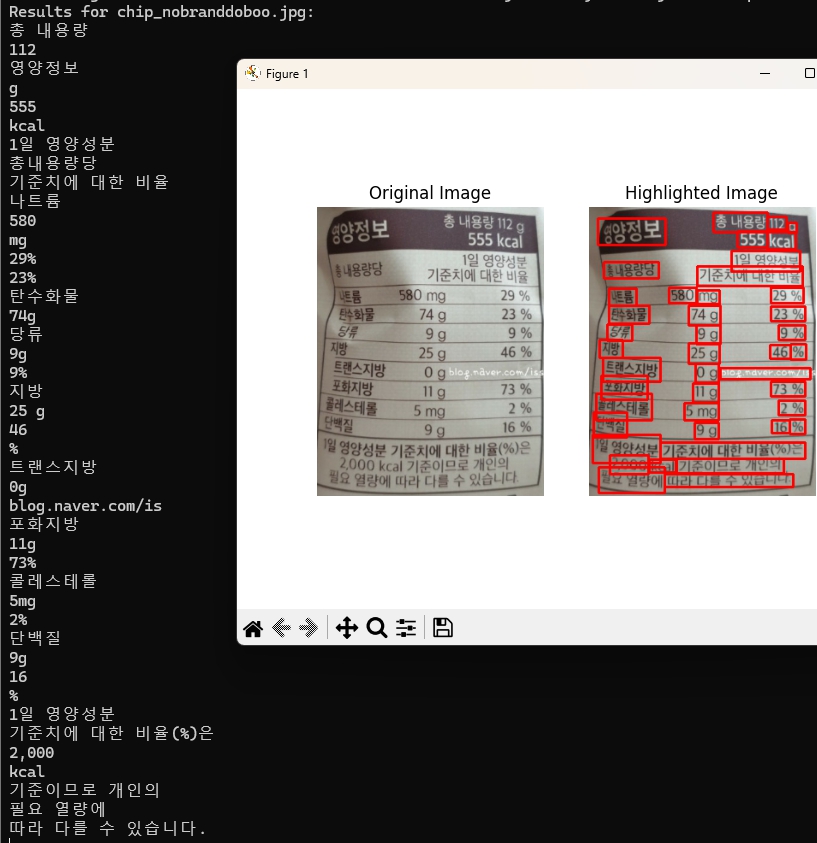 Results for chip_nobranddoboo.jpg:
총 내용량
112
영양정보
g
555
kcal
1일 영양성분
총내용량당
기준치에 대한 비율
나트륨
580
mg
29%
23%
탄수화물
74g
당류
9g
9%
지방
25 g
46
%
트랜스지방
0g
blog.naver.com/is
포화지방
11g
73%
콜레스테롤
5mg
2%
단백질
9g
16
%
1일 영양성분
기준치에 대한 비율(%)은
2,000
kcal
기준이므로 개인의
필요 열량에
따라 다를 수 있습니다.
Figure 1
Original Image
영양정보 총 내용량 112 g
555 kcal
총 내용량당 1일 영양성분
기준치에 대한 비율
나트륨 580 mg 29 %
탄수화물 74 g 23 %
당류 9 g 9 %
지방 25 g 46 %
트랜스지방 0 g blog.naver.com/iss
포화지방 11 g 73 %
콜레스테롤 5 mg 2 %
단백질 9 g 16 %
1일 영양성분 기준치에 대한 비율(%)은
2,000 kcal 기준이므로 개인의
필요 열량에 따라 다를 수 있습니다.
Highlighted Image
영양정보 총 내용량 112 g
555 kcal
총 내용량당 1일 영양성분
기준치에 대한 비율
나트륨 580 mg 29 %
탄수화물 74 g 23 %
당류 9 g 9 %
지방 25 g 46 %
트랜스지방 0 g blog.naver.com/iss
포화지방 11 g 73 %
콜레스테롤 5 mg 2 %
단백질 9 g 16 %
1일 영양성분 기준치에 대한 비율(%)은
2,000 kcal 기준이므로 개인의
필요 열량에 따라 다를 수 있습니다.